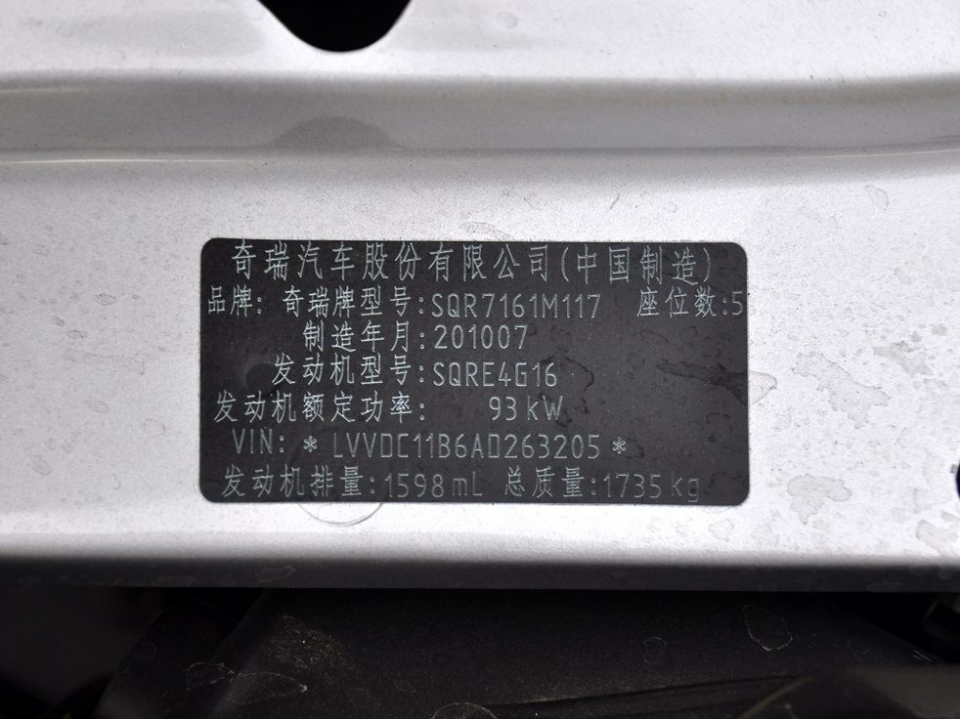 奇瑞汽车股份有限公司(中国制造)
品牌: 奇瑞牌型号:SQR7161M117 座位数:5
制造年月:201007
发动机型号:SQRE4G16
发动机额定功率: 93kW
VIN: * LVVDC11B6AD263205 *
发动机排量:1598mL 总质量:1735kg